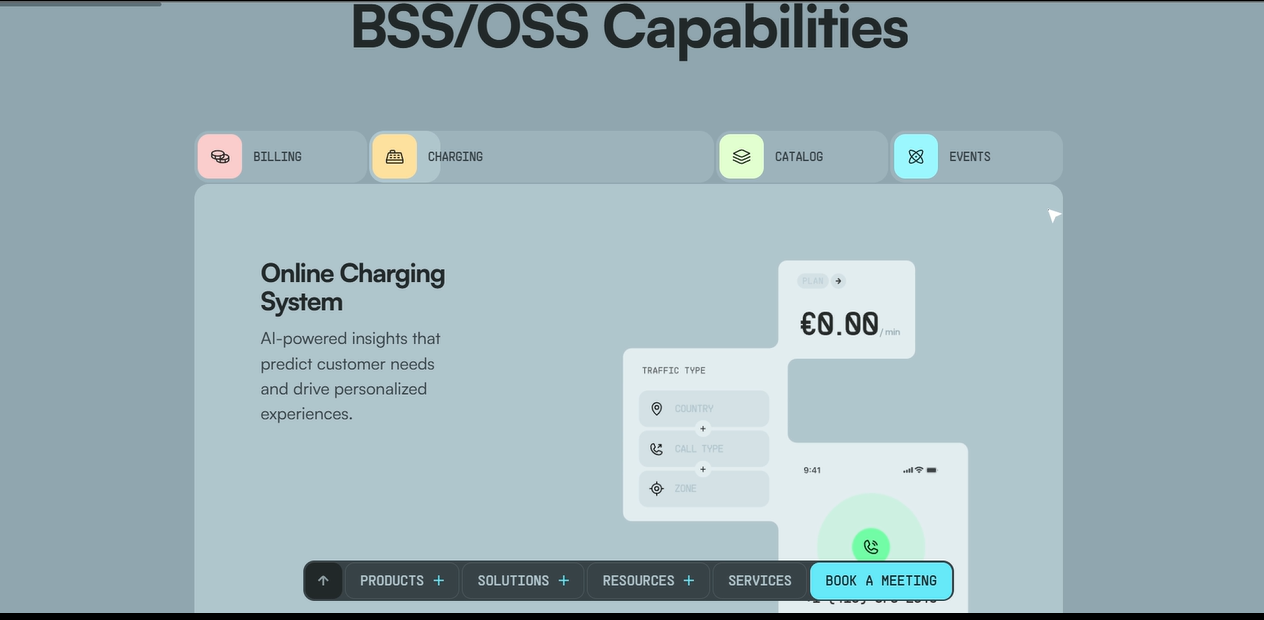 BSS/OSS Capabilities
BILLING
CHARGING
CATALOG
EVENTS
Online Charging
System
AI-powered insights that
predict customer needs
and drive personalized
experiences.
PLAN
€0.00 / min
TRAFFIC TYPE
COUNTRY
+
CALL TYPE
+
ZONE
9:41
PRODUCTS +
SOLUTIONS +
RESOURCES +
SERVICES
BOOK A MEETING